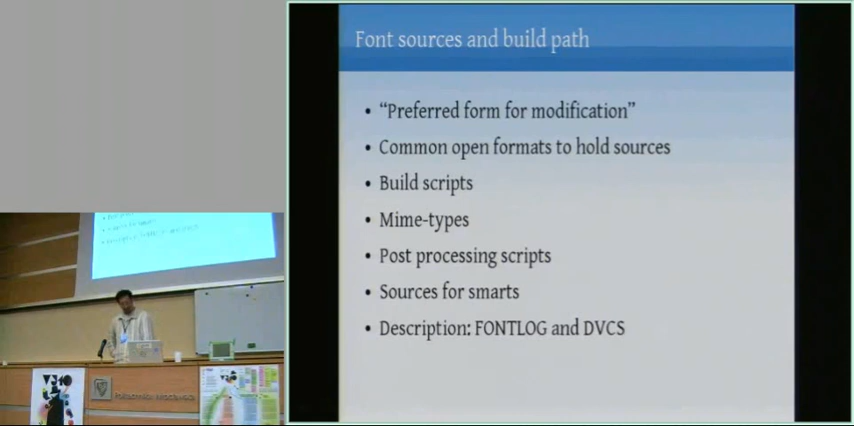 Font sources and build path
• “Preferred form for modification”
• Common open formats to hold sources
• Build scripts
• Mime-types
• Post processing scripts
• Sources for smarts
• Description: FONTLOG and DVCS